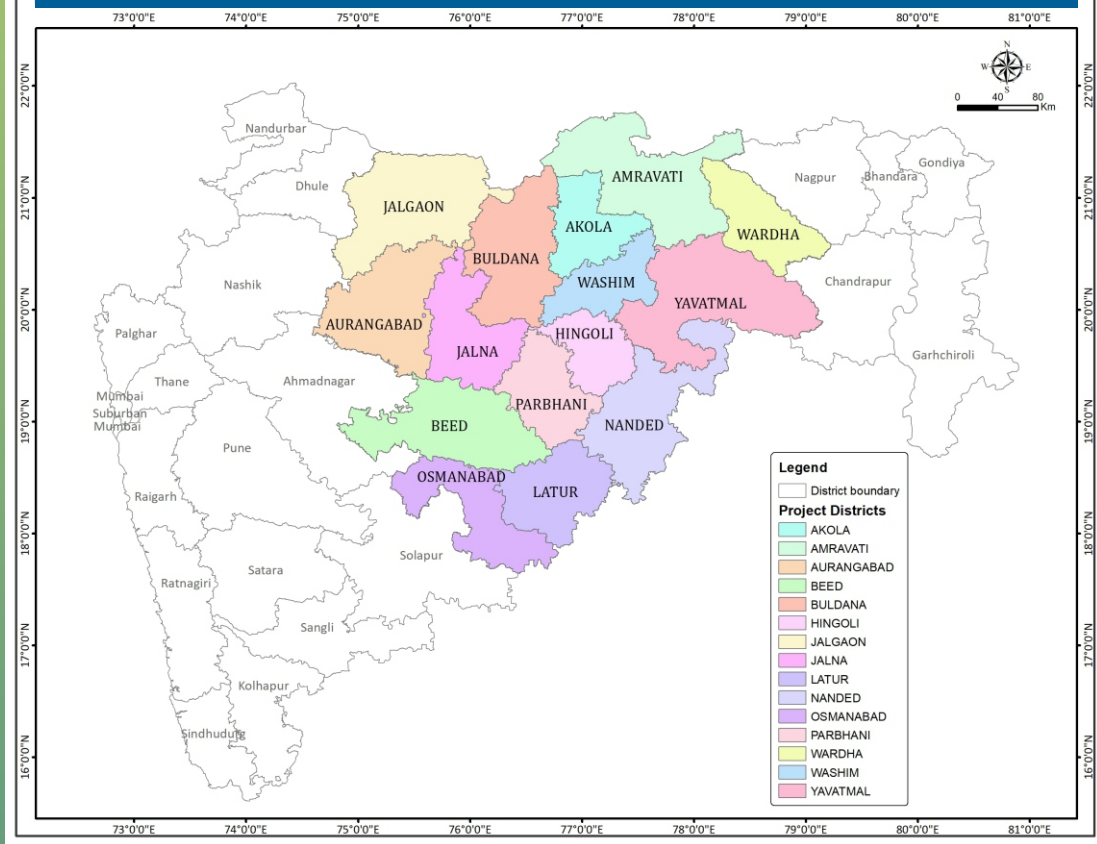 73°0'0"E 74°0'0"E 75°0'0"E 76°0'0"E 77°0'0"E 78°0'0"E 79°0'0"E 80°0'0"E 81°0'0"E
N
W E
S
0 40 80
Km
22°0'0"N 22°0'0"N
21°0'0"N 21°0'0"N
20°0'0"N 20°0'0"N
19°0'0"N 19°0'0"N
18°0'0"N 18°0'0"N
17°0'0"N 17°0'0"N
16°0'0"N 16°0'0"N
Nandurbar
Dhule
JALGAON
AMRAVATI
Nagpur
Bhandara
Gondiya
AKOLA
WARDHA
BULDANA
WASHIM
YAVATMAL
Chandrapur
Nashik
AURANGABAD
HINGOLI
Palghar
JALNA
Garhchiroli
Thane
Ahmadnagar
Mumbai
Suburban
Mumbai
PARBHANI
BEED
NANDED
Pune
OSMANABAD
LATUR
Raigarh
Solapur
Satara
Ratnagiri
Sangli
Kolhapur
Sindhudurg
Legend
District boundary
Project Districts
AKOLA
AMRAVATI
AURANGABAD
BEED
BULDANA
HINGOLI
JALGAON
JALNA
LATUR
NANDED
OSMANABAD
PARBHANI
WARDHA
WASHIM
YAVATMAL
73°0'0"E 74°0'0"E 75°0'0"E 76°0'0"E 77°0'0"E 78°0'0"E 79°0'0"E 80°0'0"E 81°0'0"E